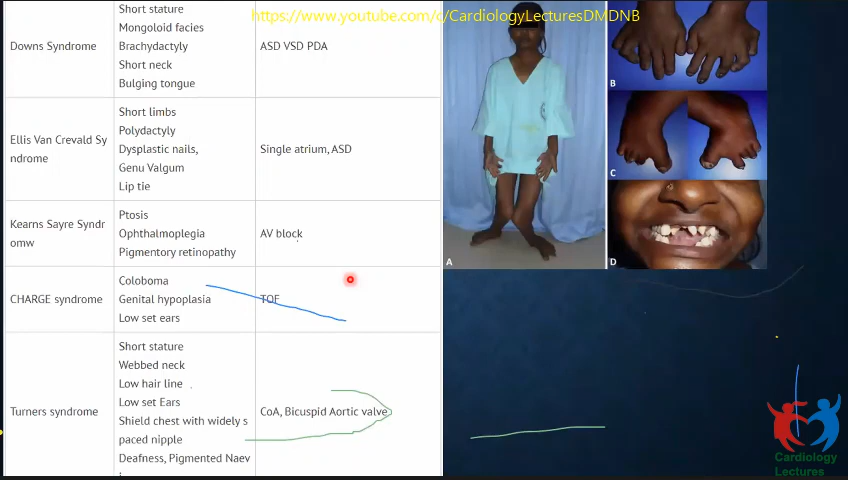 https://www.youtube.com/c/CardiologyLecturesDMDNB
Downs Syndrome
Short stature
Mongoloid facies
Brachydactyly
Short neck
Bulging tongue
ASD VSD PDA
Ellis Van Crevald Sy
ndrome
Short limbs
Polydactyly
Dysplastic nails,
Genu Valgum
Lip tie
Single atrium, ASD
Kearns Sayre Syndr
omw
Ptosis
Ophthalmoplegia
Pigmentory retinopathy
AV block
CHARGE syndrome
Coloboma
Genital hypoplasia
Low set ears
TOF
Turners syndrome
Short stature
Webbed neck
Low hair line
Low set Ears
Shield chest with widely s
paced nipple
Deafness, Pigmented Naev
CoA, Bicuspid Aortic valve
A
B
C
D
Cardiology
Lectures